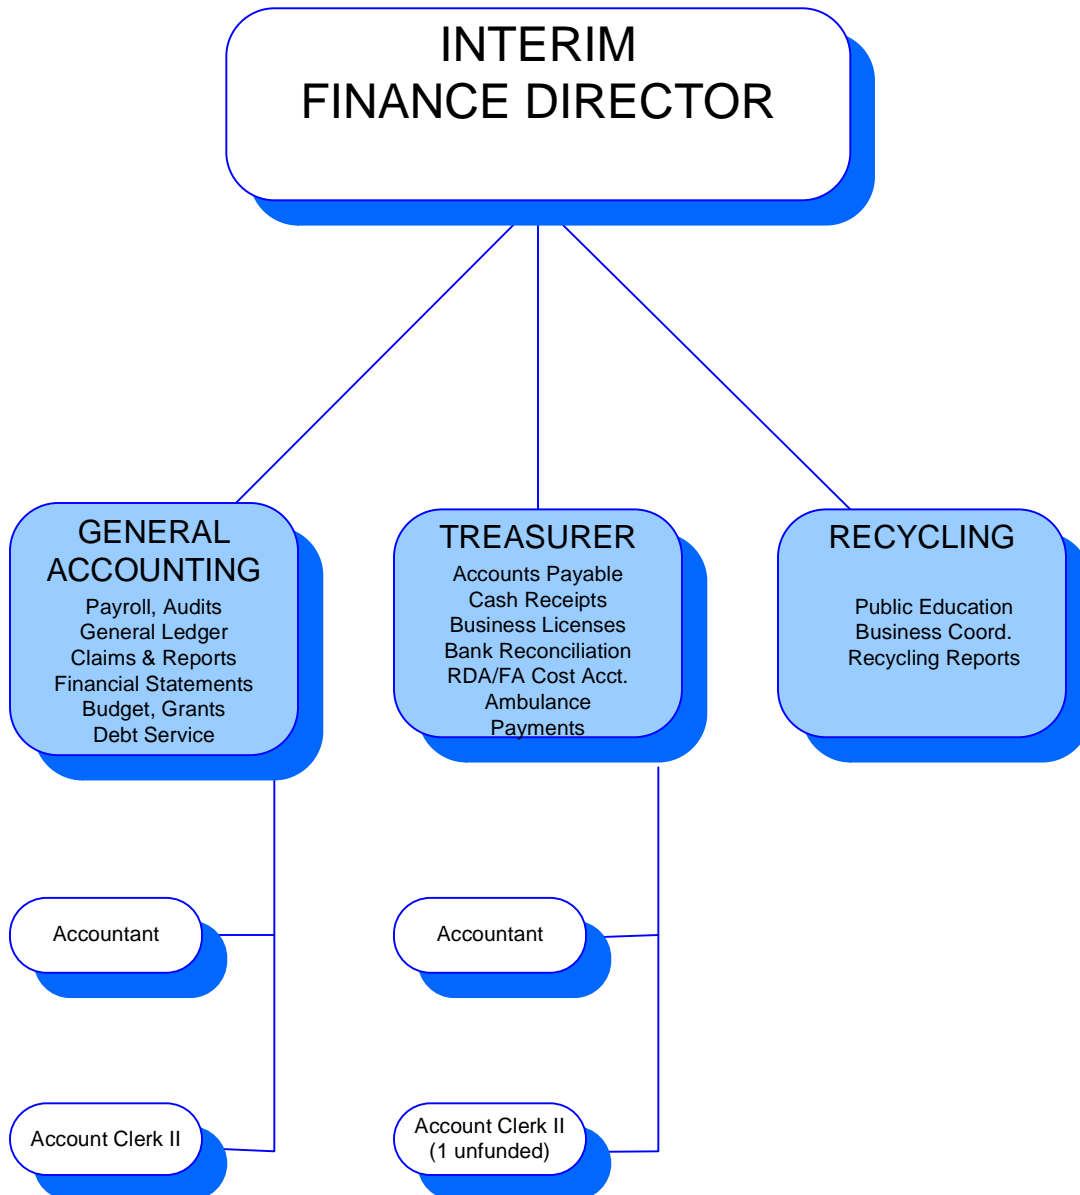 INTERIM
FINANCE DIRECTOR
GENERAL
ACCOUNTING
Payroll, Audits
General Ledger
Claims & Reports
Financial Statements
Budget, Grants
Debt Service
TREASURER
Accounts Payable
Cash Receipts
Business Licenses
Bank Reconciliation
RDA/FA Cost Acct.
Ambulance
Payments
RECYCLING
Public Education
Business Coord.
Recycling Reports
Accountant
Accountant
Account Clerk II
Account Clerk II
(1 unfunded)